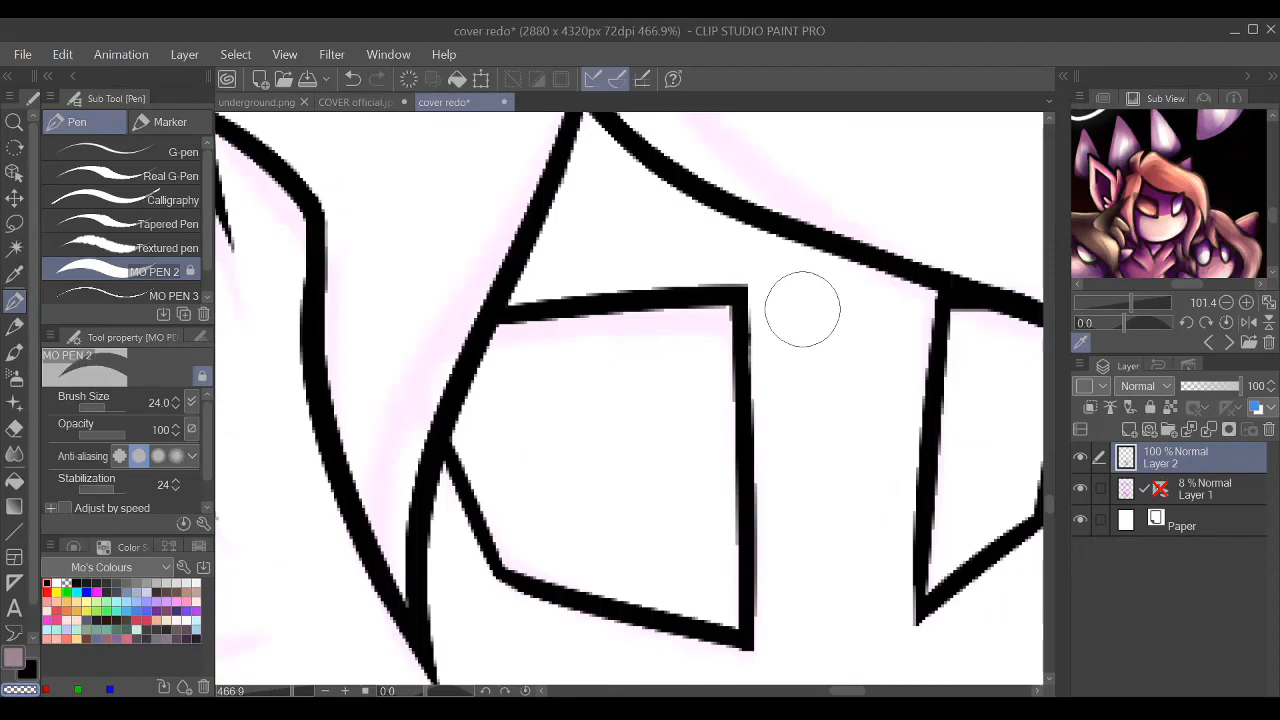 cover redo* (2880 x 4320px 72dpi 466.9%) - CLIP STUDIO PAINT PRO
File Edit Animation Layer Select View Filter Window Help
Sub Tool [Pen]
underground.png COVER official.jp cover redo*
Sub View
Pen Marker
G-pen
Real G-Pen
Calligraphy
Tapered Pen
Textured pen
MO PEN 2
MO PEN 3
Tool property [MO PEN
MO PEN 2
Brush Size 24.0
Opacity 100
Anti-aliasing
Stabilization 24
Adjust by speed
Color S
Mo's Colours
101.4
0.0
Layer
Normal 100
100 % Normal
Layer 2
8 % Normal
Layer 1
Paper
466.9 0.0